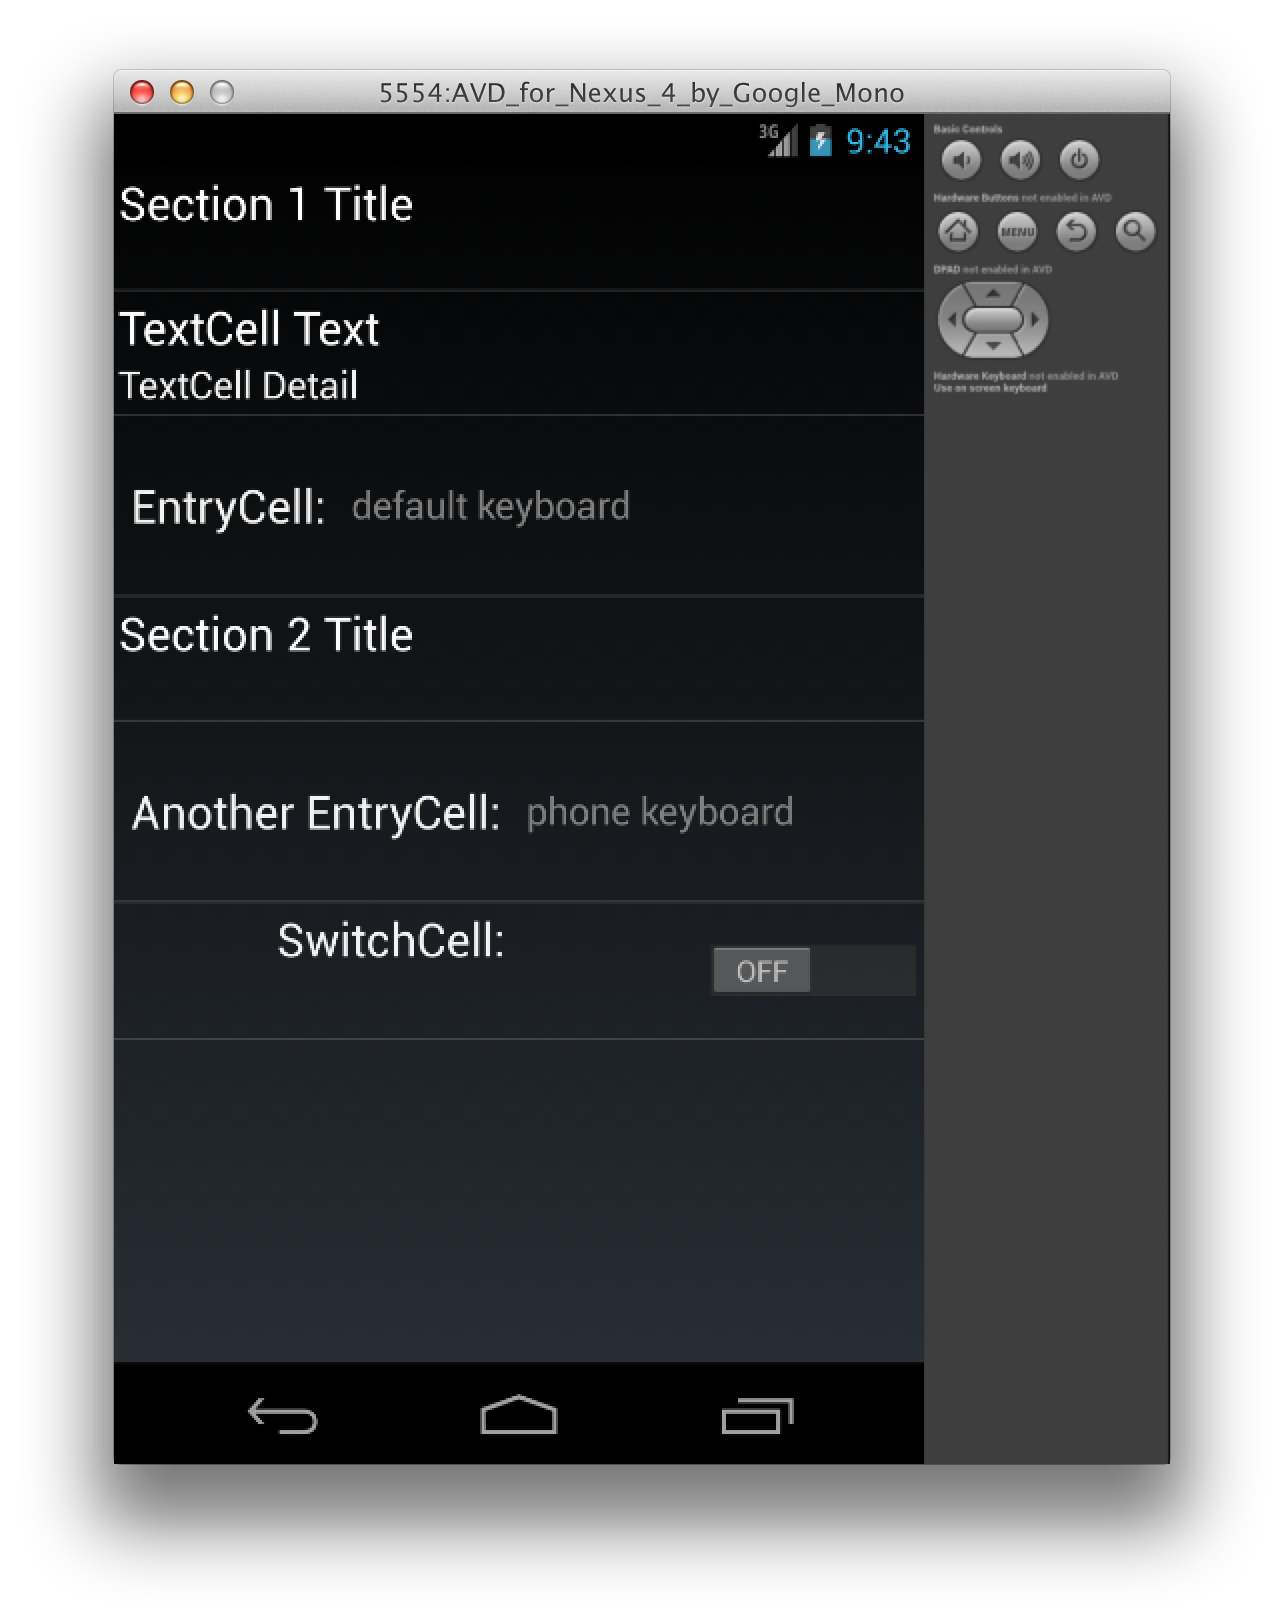 5554:AVD_for_Nexus_4_by_Google_Mono
3G 9:43
Section 1 Title
TextCell Text
TextCell Detail
EntryCell: default keyboard
Section 2 Title
Another EntryCell: phone keyboard
SwitchCell:
OFF
Basic Controls
Hardware Buttons not enabled in AVD
MENU
DPAD not enabled in AVD
Hardware Keyboard not enabled in AVD
Use on screen keyboard